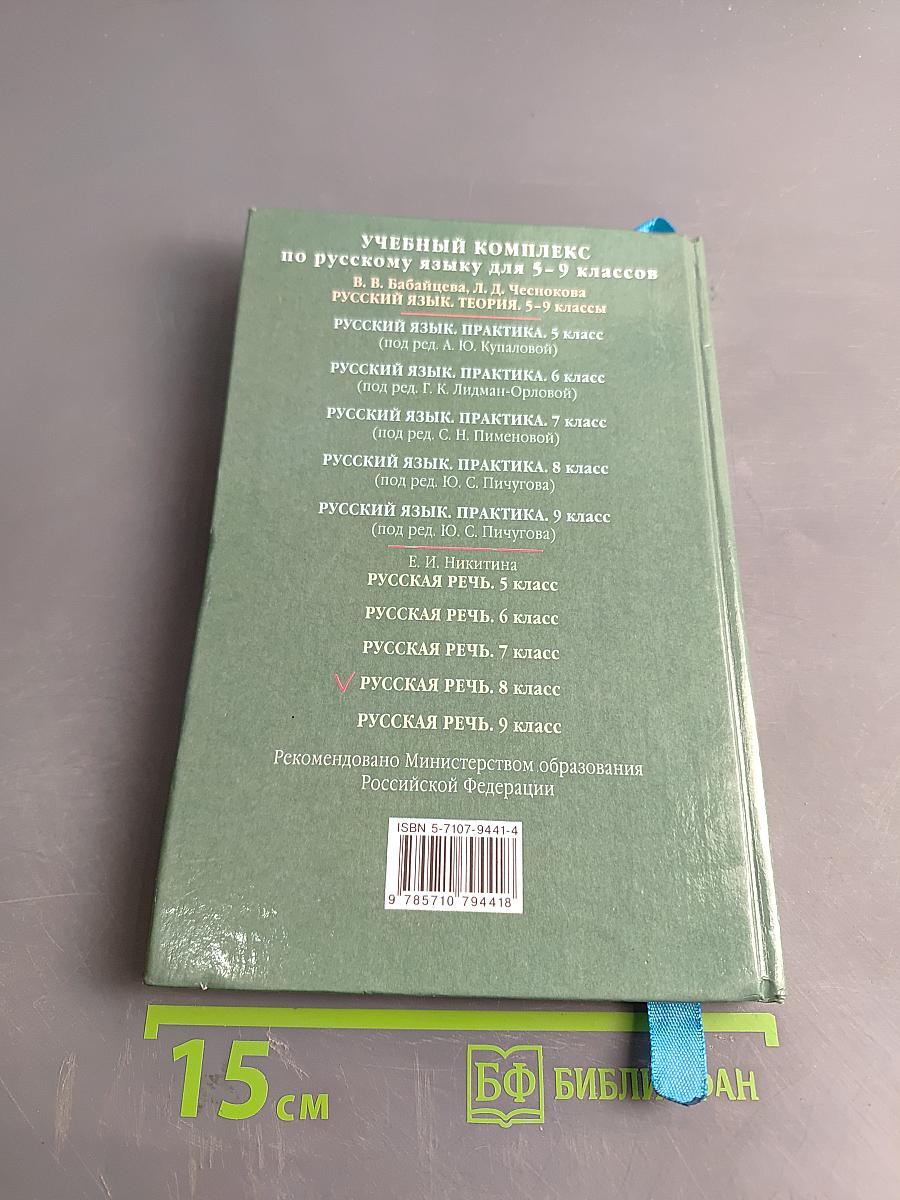 УЧЕБНЫЙ КОМПЛЕКС
по русскому языку для 5–9 классов
В. В. Бабайцева, Л. Д. Чеснокова
РУССКИЙ ЯЗЫК. ТЕОРИЯ. 5–9 классы
РУССКИЙ ЯЗЫК. ПРАКТИКА. 5 класс
(под ред. А. Ю. Купаловой)
РУССКИЙ ЯЗЫК. ПРАКТИКА. 6 класс
(под ред. Г. К. Лидман-Орловой)
РУССКИЙ ЯЗЫК. ПРАКТИКА. 7 класс
(под ред. С. Н. Пименовой)
РУССКИЙ ЯЗЫК. ПРАКТИКА. 8 класс
(под ред. Ю. С. Пичугова)
РУССКИЙ ЯЗЫК. ПРАКТИКА. 9 класс
(под ред. Ю. С. Пичугова)
Е. И. Никитина
РУССКАЯ РЕЧЬ. 5 класс
РУССКАЯ РЕЧЬ. 6 класс
РУССКАЯ РЕЧЬ. 7 класс
РУССКАЯ РЕЧЬ. 8 класс
РУССКАЯ РЕЧЬ. 9 класс
Рекомендовано Министерством образования
Российской Федерации
ISBN 5-7107-9441-4
9 785710 794418
15 см
БФ